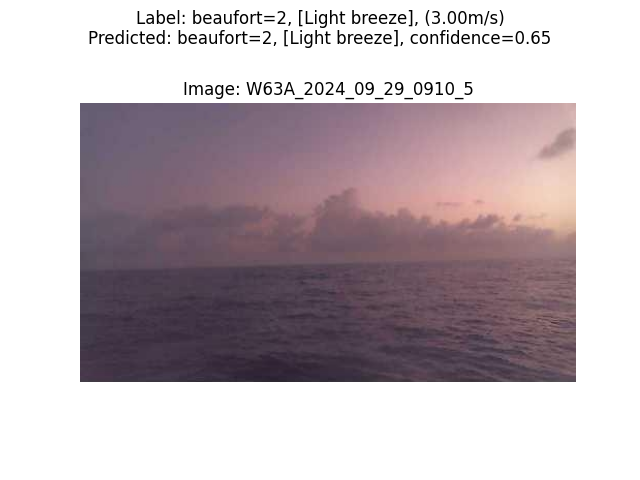 Label: beaufort=2, [Light breeze], (3.00m/s)
Predicted: beaufort=2, [Light breeze], confidence=0.65
Image: W63A_2024_09_29_0910_5